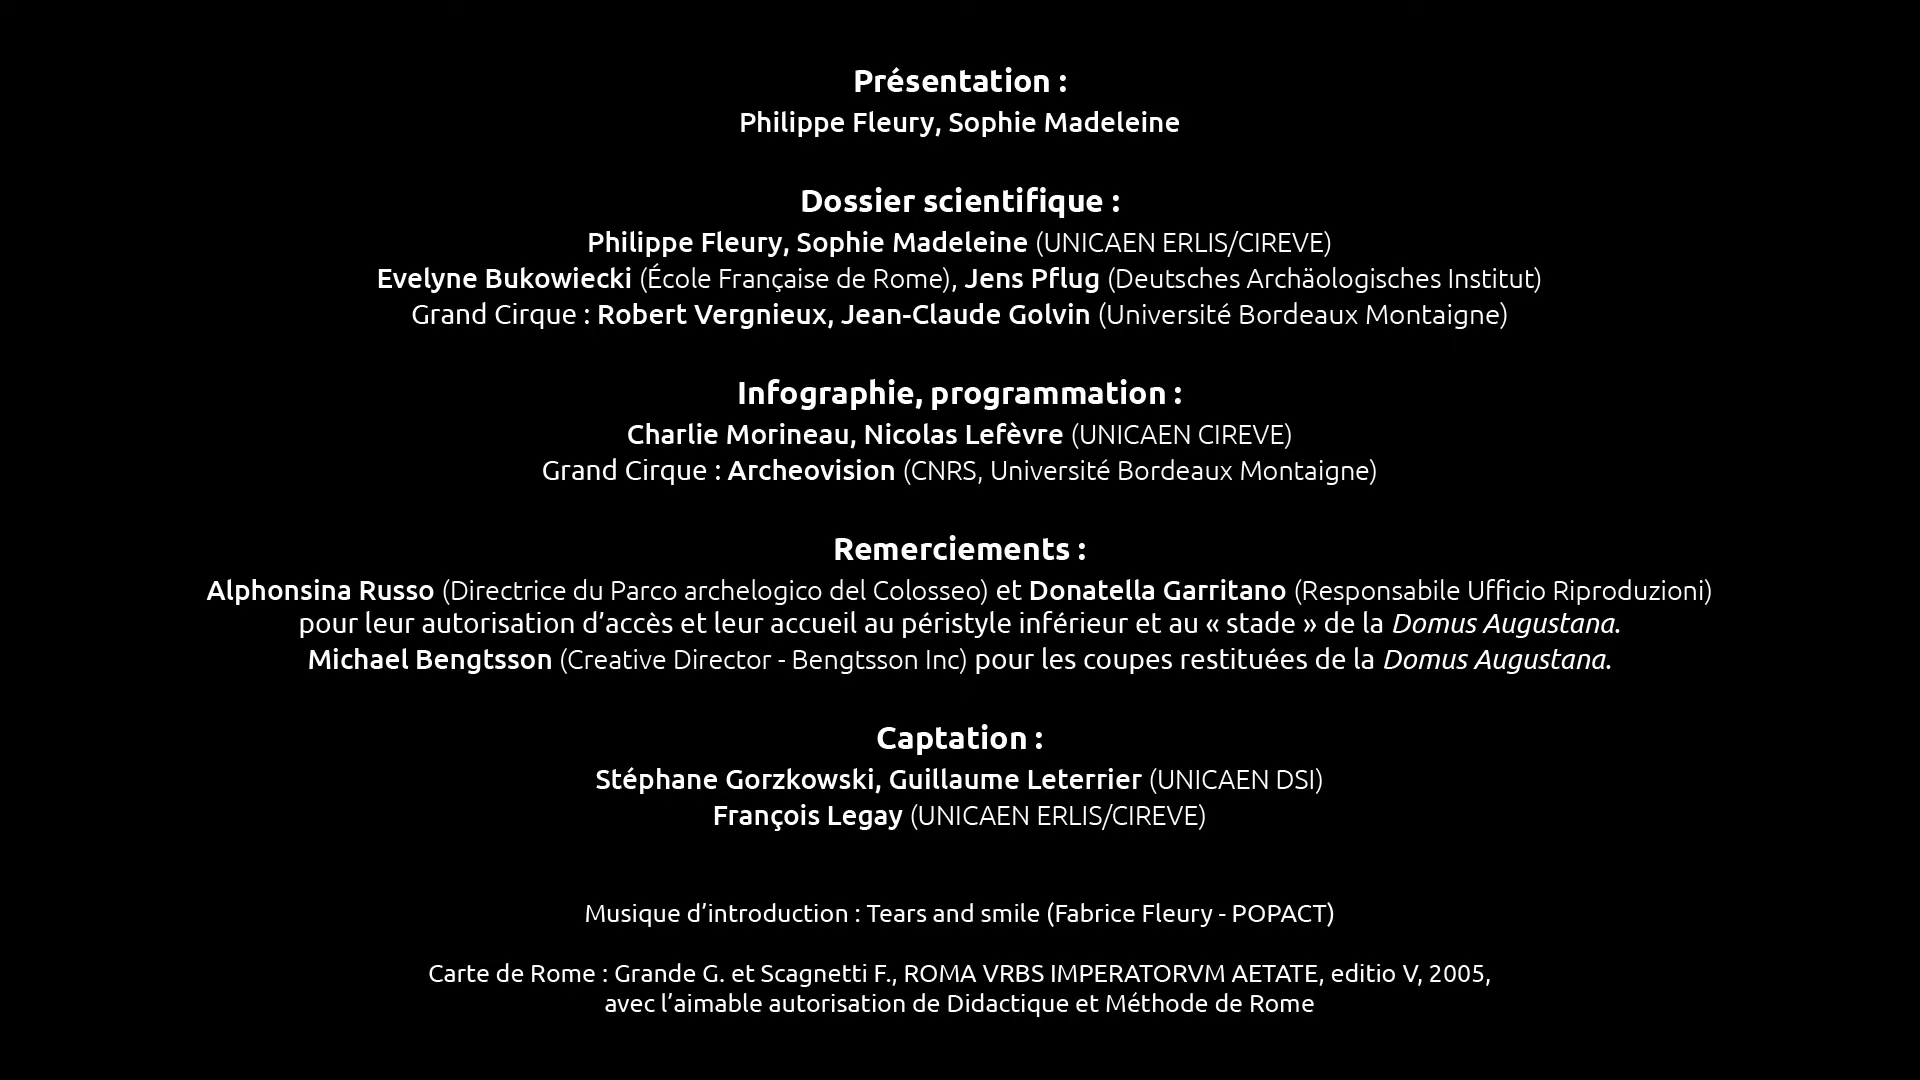 Présentation :
Philippe Fleury, Sophie Madeleine
Dossier scientifique :
Philippe Fleury, Sophie Madeleine (UNICAEN ERLIS/CIREVE)
Evelyne Bukowiecki (École Française de Rome), Jens Pflug (Deutsches Archäologisches Institut)
Grand Cirque : Robert Vergnieux, Jean-Claude Golvin (Université Bordeaux Montaigne)
Infographie, programmation :
Charlie Morineau, Nicolas Lefèvre (UNICAEN CIREVE)
Grand Cirque : Archeovision (CNRS, Université Bordeaux Montaigne)
Remerciements :
Alphonsina Russo (Directrice du Parco archelogico del Colosseo) et Donatella Garritano (Responsabile Ufficio Riproduzioni)
pour leur autorisation d’accès et leur accueil au péristyle inférieur et au « stade » de la Domus Augustana.
Michael Bengtsson (Creative Director - Bengtsson Inc) pour les coupes restituées de la Domus Augustana.
Captation :
Stéphane Gorzkowski, Guillaume Leterrier (UNICAEN DSI)
François Legay (UNICAEN ERLIS/CIREVE)
Musique d’introduction : Tears and smile (Fabrice Fleury - POPACT)
Carte de Rome : Grande G. et Scagnetti F., ROMA VRBS IMPERATORVM AETATE, editio V, 2005,
avec l’aimable autorisation de Didactique et Méthode de Rome